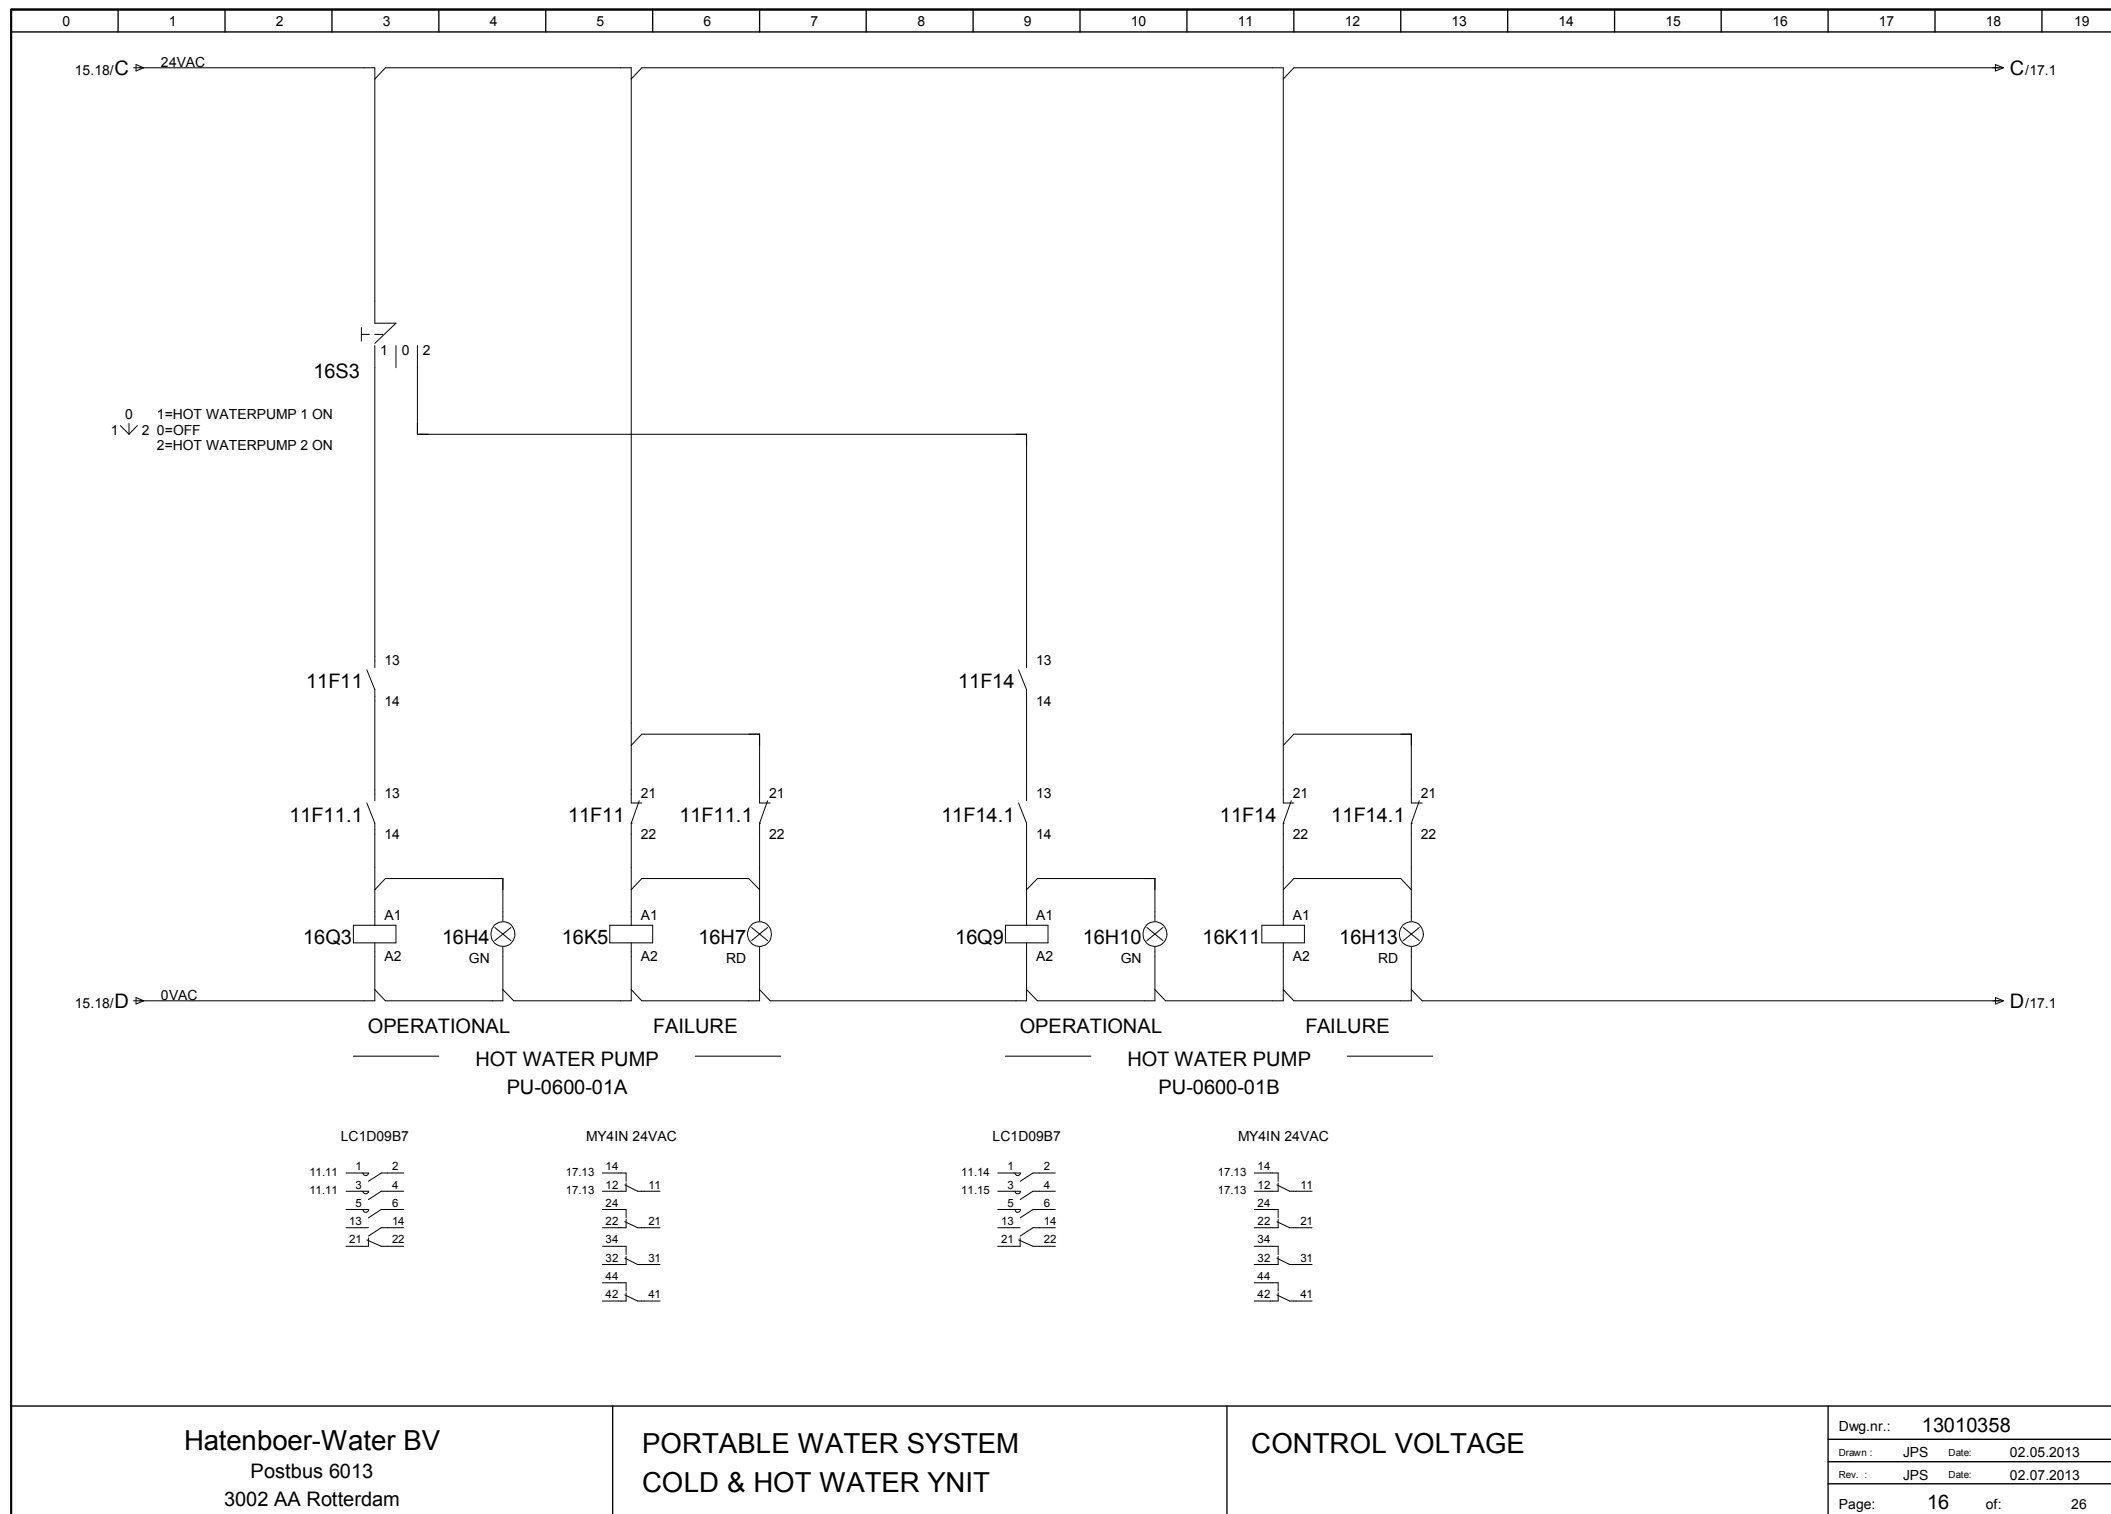 0 1 2 3 4 5 6 7 8 9 10 11 12 13 14 15 16 17 18 19
15.18/C 24VAC C/17.1
1 0 2
16S3
0 1=HOT WATERPUMP 1 ON
1 2 0=OFF
2=HOT WATERPUMP 2 ON
13 13
11F11 11F14
14 14
13 21 21 13 21 21
11F11.1 11F11 11F11.1 11F14.1 11F14 11F14.1
14 22 22 14 22 22
A1 A1 A1 A1
16Q3 16H4 16K5 16H7 16Q9 16H10 16K11 16H13
A2 GN A2 RD A2 GN A2 RD
15.18/D 0VAC D/17.1
OPERATIONAL FAILURE OPERATIONAL FAILURE
HOT WATER PUMP HOT WATER PUMP
PU-0600-01A PU-0600-01B
LC1D09B7 MY4IN 24VAC LC1D09B7 MY4IN 24VAC
11.11 1 2 17.13 14 11.14 1 2 17.13 14
11.11 3 4 17.13 12 11 11.15 3 4 17.13 12 11
5 6 24 5 6 24
13 14 22 21 13 14 22 21
21 22 34 21 22 34
32 31 32 31
44 44
42 41 42 41
Hatenboer-Water BV
Postbus 6013
3002 AA Rotterdam
PORTABLE WATER SYSTEM
COLD & HOT WATER YNIT
CONTROL VOLTAGE
Dwg.nr.: 13010358
Drawn : JPS Date: 02.05.2013
Rev. : JPS Date: 02.07.2013
Page: 16 of: 26